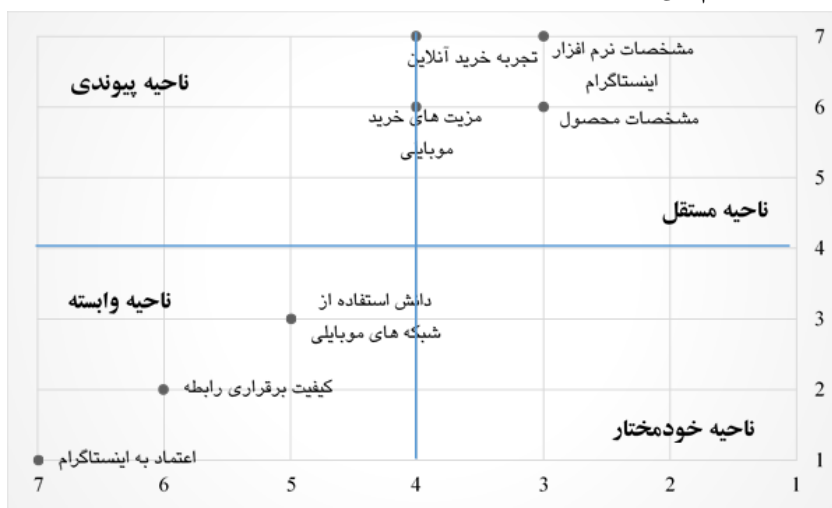 7
مشخصات نرم افزار
اینستاگرام
تجربه خرید آنلاین
ناحیه پیوندی
6
مشخصات محصول
مزیت های خرید
موبایی
5
ناحیه مستقل
4
ناحیه وابسته
دانش استفاده از
شبکه های موبایلی
3
کیفیت برقراری رابطه
2
ناحیه خودمختار
اعتماد به اینستاگرام
1
1 2 3 4 5 6 7